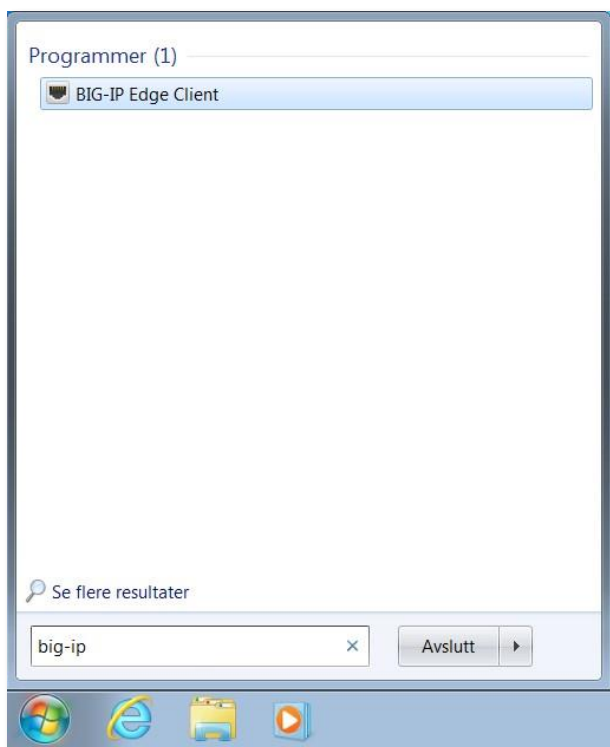 Programmer (1)
BIG-IP Edge Client
Se flere resultater
big-ip
Avslutt